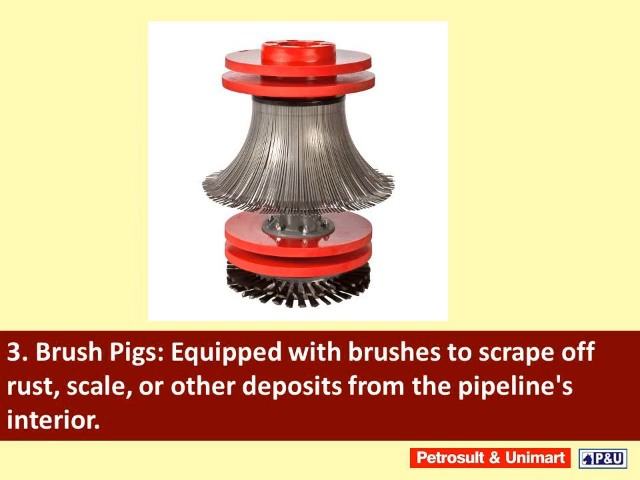 3. Brush Pigs: Equipped with brushes to scrape off
rust, scale, or other deposits from the pipeline's
interior.
Petrosult & Unimart P&U